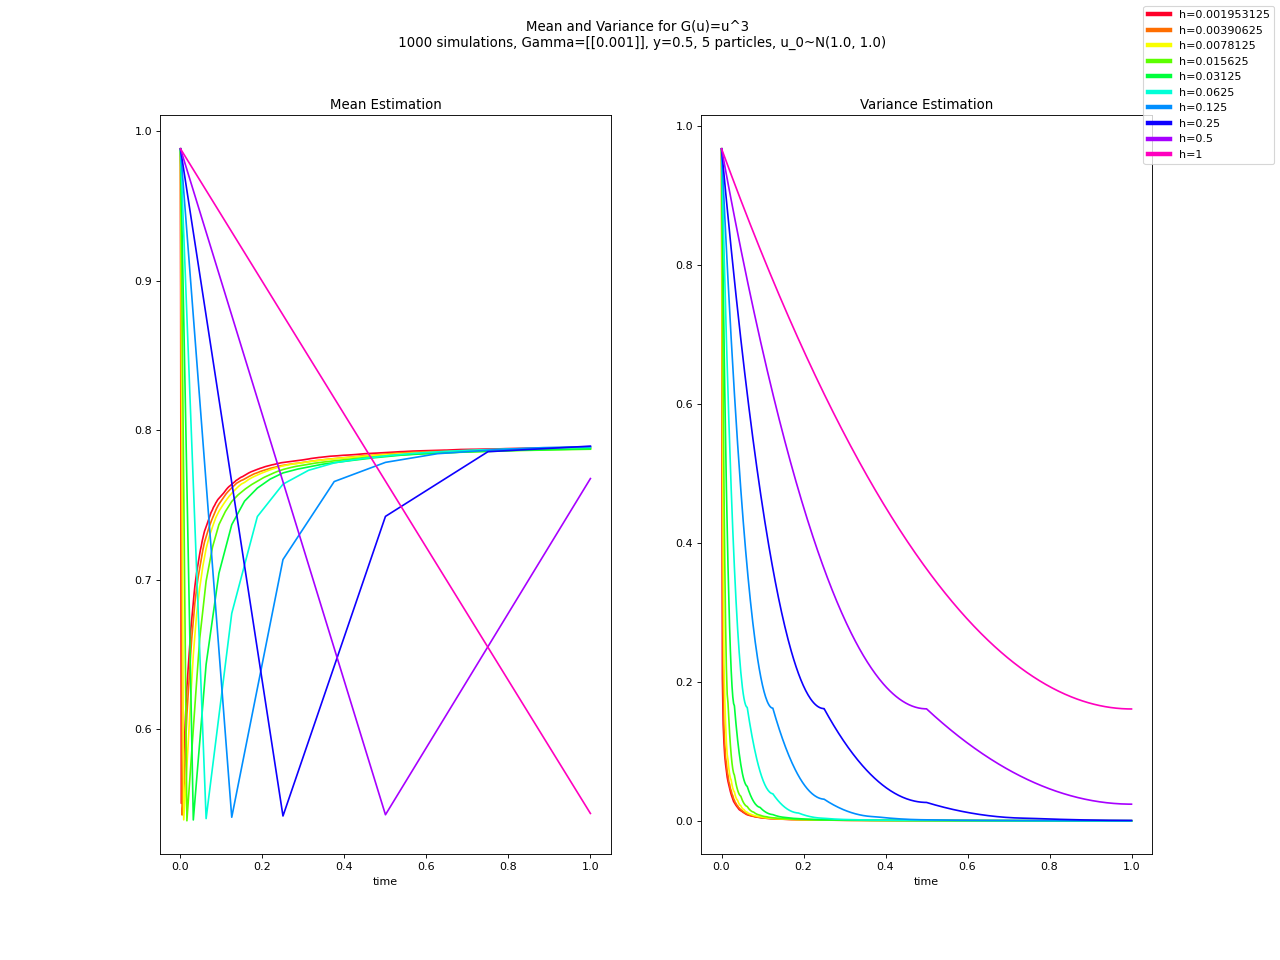 Mean and Variance for G(u)=u^3
1000 simulations, Gamma=[[0.001]], y=0.5, 5 particles, u_0~N(1.0, 1.0)
h=0.001953125
h=0.00390625
h=0.0078125
h=0.015625
h=0.03125
h=0.0625
h=0.125
h=0.25
h=0.5
h=1
Mean Estimation
1.0
0.9
0.8
0.7
0.6
0.0 0.2 0.4 0.6 0.8 1.0
time
Variance Estimation
1.0
0.8
0.6
0.4
0.2
0.0
0.0 0.2 0.4 0.6 0.8 1.0
time